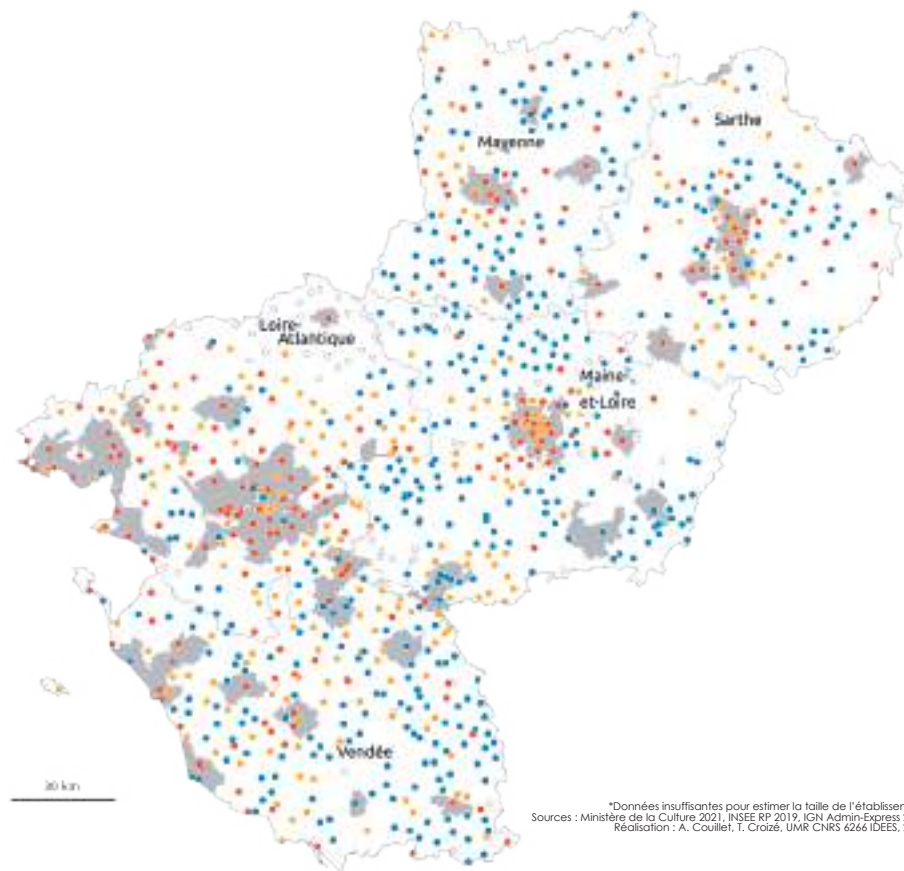 Mayenne
Sarthe
Loire-
Atlantique
Maine-
et-Loire
Vendée
30 km
*Données insuffisantes pour estimer la taille de l'établissen
Sources : Ministère de la Culture 2021, INSEE RP 2019, IGN Admin-Express
Réalisation : A. Couillet, T. Croizé, UMR CNRS 6266 IDEES,